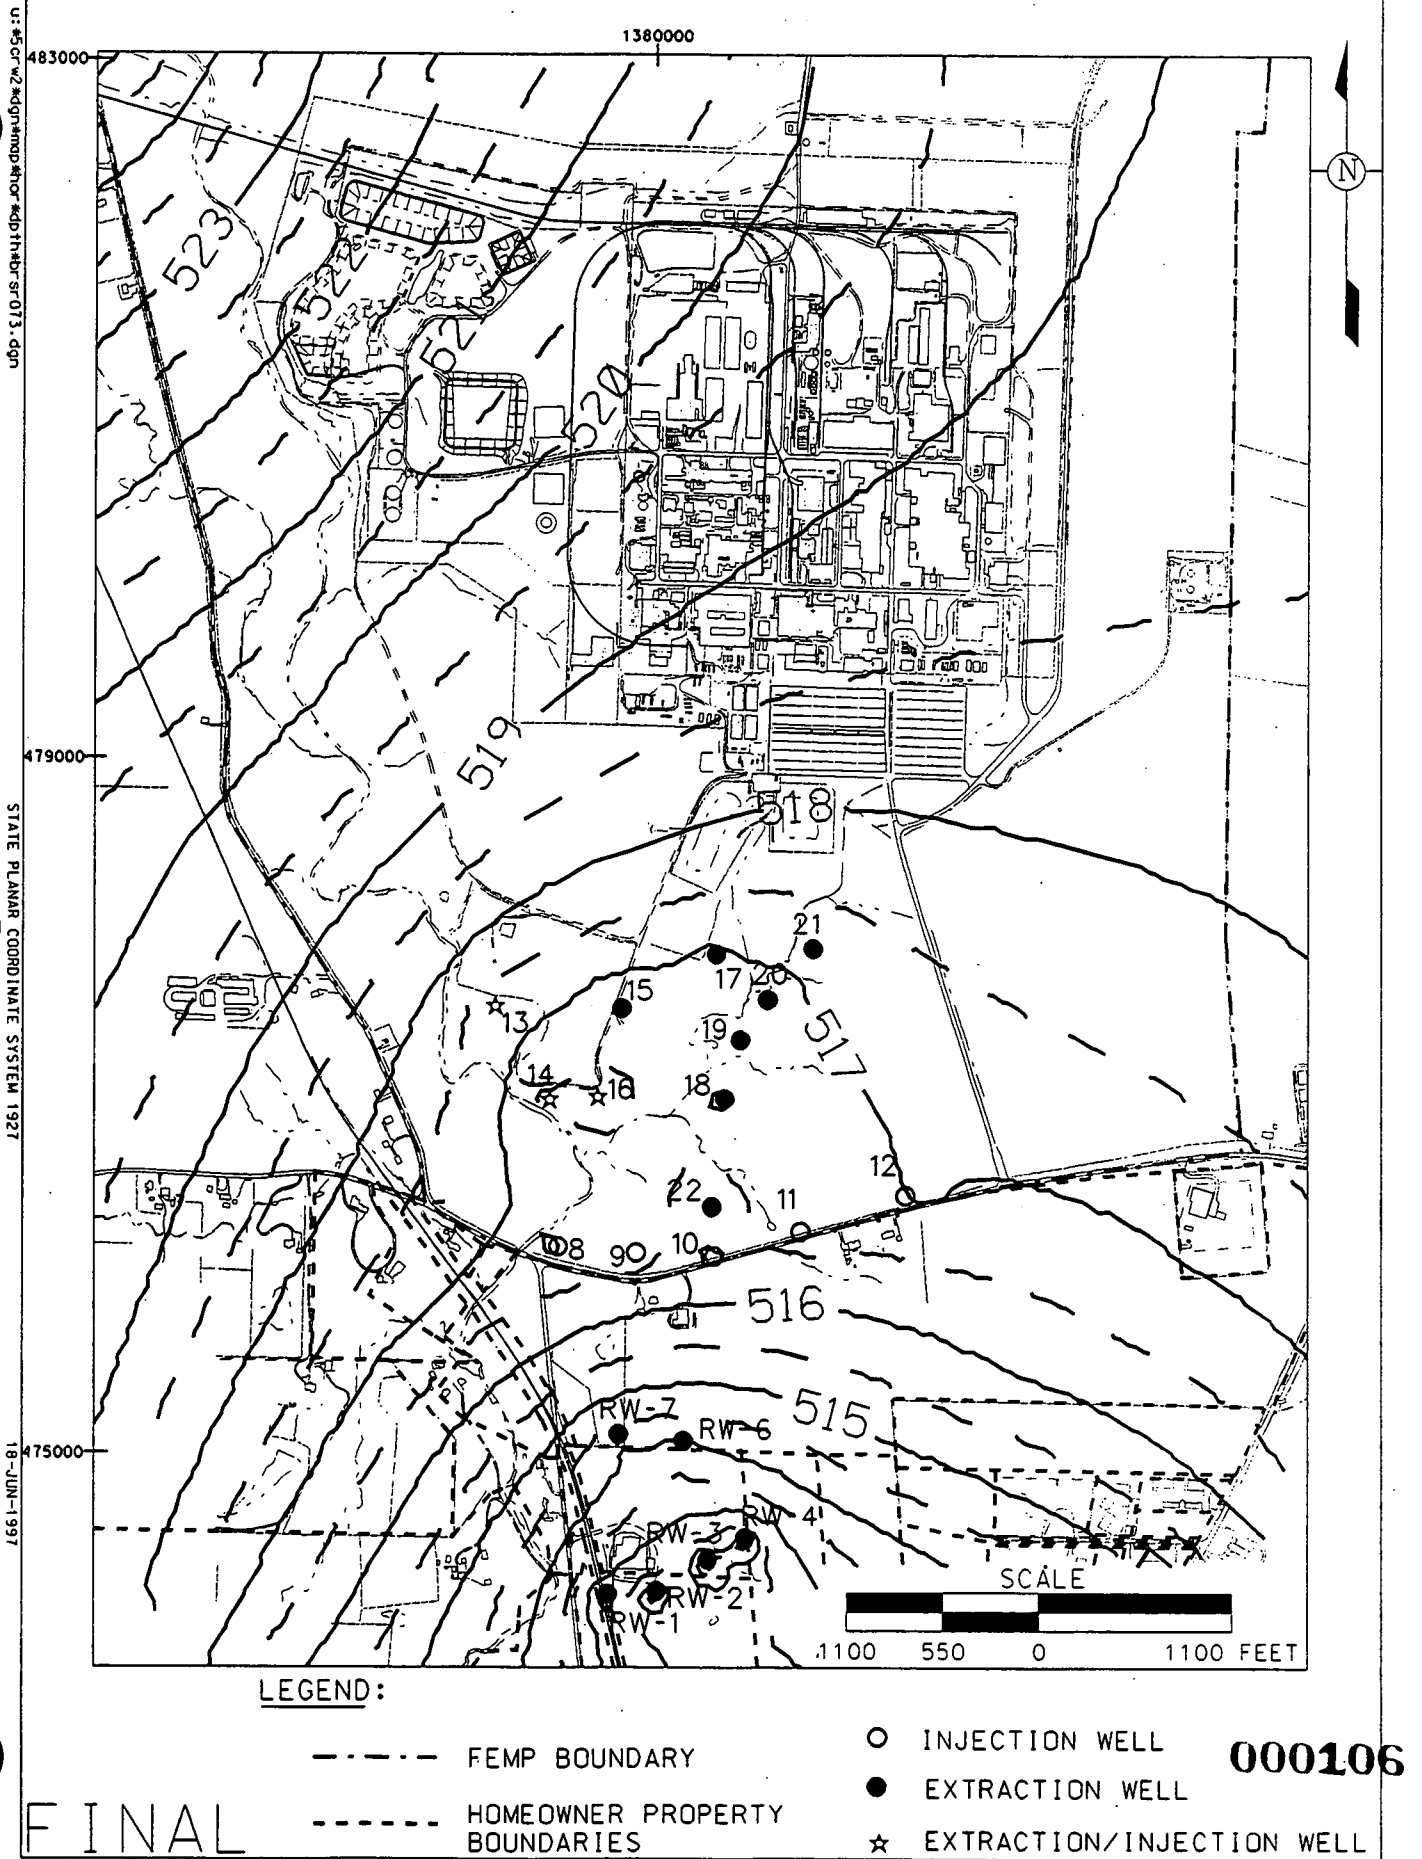 1380000
483000
523
522
52
520
519
479000
518
21
17
20
15
13
19
517
14
16
18
12
22
11
8
9
10
516
515
RW-7
RW-6
475000
RW-3
RW-4
RW-2
RW-1
N
SCALE
1100 550 0 1100 FEET
STATE PLANAR COORDINATE SYSTEM 1927
18-JUN-1997
LEGEND:
FEMP BOUNDARY
HOMEOWNER PROPERTY
BOUNDARIES
INJECTION WELL
EXTRACTION WELL
EXTRACTION/INJECTION WELL
000106
FINAL